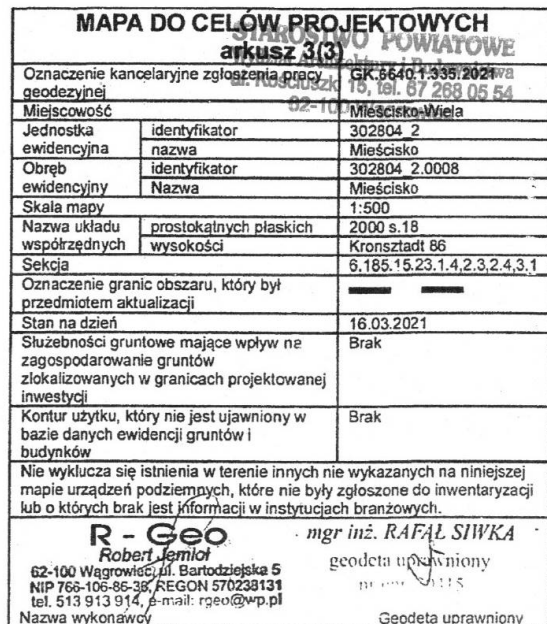 MAPA DO CELÓW PROJEKTOWYCH
arkusz 3(3)
STAROSTWO POWIATOWE
ul. Kościuszki 15, tel. 67 268 05 54
Oznaczenie kancelaryjne zgłoszenia pracy geodezyjnej GK.6640.1.335.2021
Miejscowość Mieścisko-Wiela
Jednostka ewidencyjna identyfikator 302804_2
nazwa Mieścisko
Obręb ewidencyjny identyfikator 302804_2.0008
Nazwa Mieścisko
Skala mapy 1:500
Nazwa układu współrzędnych prostokątnych płaskich 2000 s.18
wysokości Kronsztadt 86
Sekcja 6.185.15.23.1.4,2.3,2.4,3.1
Oznaczenie granic obszaru, który był
przedmiotem aktualizacji
Stan na dzień 16.03.2021
Służebności gruntowe mające wpływ na Brak
zagospodarowanie gruntów
zlokalizowanych w granicach projektowanej
inwestycji
Kontur użytku, który nie jest ujawniony w Brak
bazie danych ewidencji gruntów i
budynków
Nie wyklucza się istnienia w terenie innych nie wykazanych na niniejszej
mapie urządzeń podziemnych, które nie były zgłoszone do inwentaryzacji
lub o których brak jest informacji w instytucjach branżowych.
R - Geo
Robert Jemioł
62-100 Wągrowiec, ul. Bartodziejska 5
NIP 766-106-86-36, REGON 570238131
tel. 513 913 914, e-mail: rgeo@wp.pl
Nazwa wykonawcy
mgr inż. RAFAŁ SIWKA
geodeta uprawniony
Geodeta uprawniony